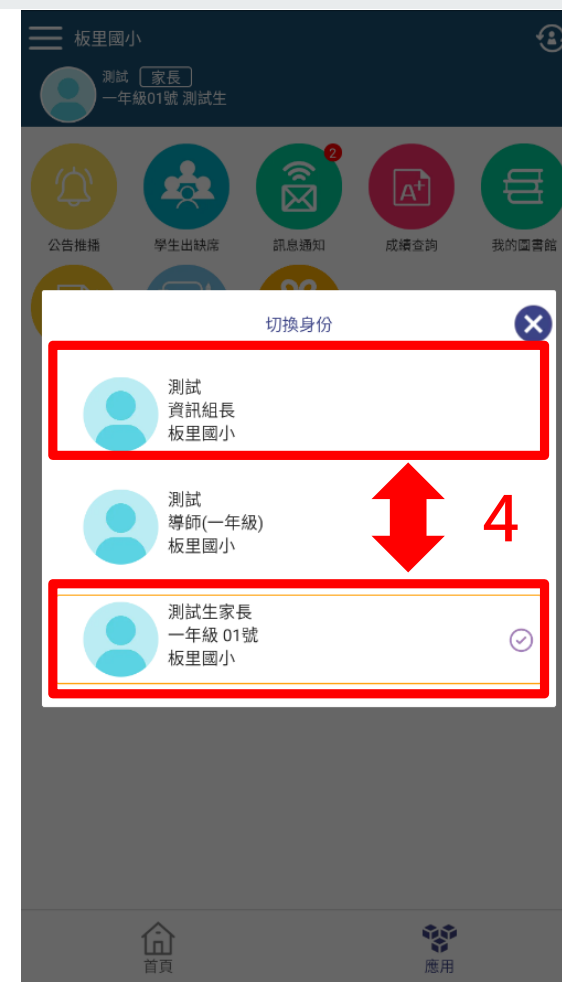 板里國小
測試 家長
一年級01號 測試生
2
A+
公告推播 學生出缺席 訊息通知 成績查詢 我的圖書館
切換身份
測試
資訊組長
板里國小
測試
導師(一年級)
板里國小
4
測試生家長
一年級 01號
板里國小
首頁 應用